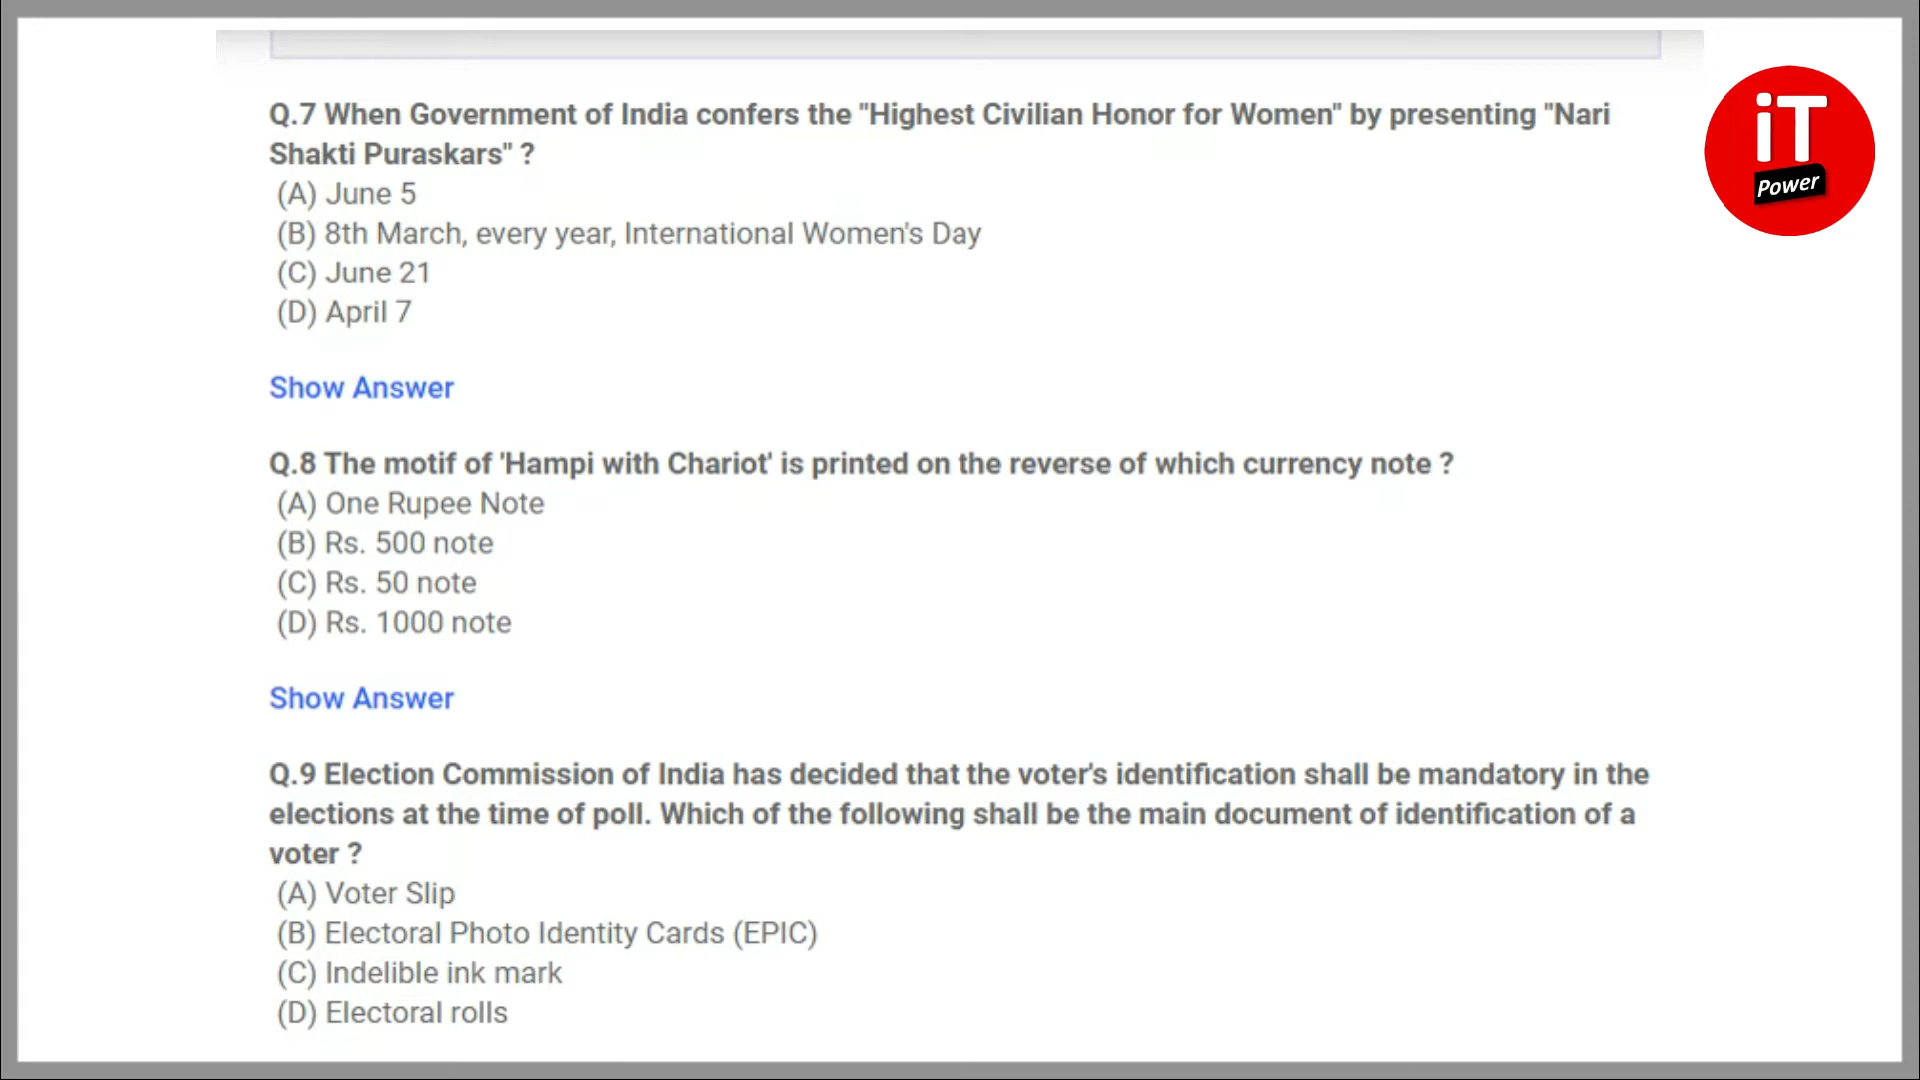 Q.7 When Government of India confers the "Highest Civilian Honor for Women" by presenting "Nari
Shakti Puraskars" ?
(A) June 5
(B) 8th March, every year, International Women's Day
(C) June 21
(D) April 7
Show Answer
Q.8 The motif of 'Hampi with Chariot' is printed on the reverse of which currency note ?
(A) One Rupee Note
(B) Rs. 500 note
(C) Rs. 50 note
(D) Rs. 1000 note
Show Answer
Q.9 Election Commission of India has decided that the voter's identification shall be mandatory in the
elections at the time of poll. Which of the following shall be the main document of identification of a
voter ?
(A) Voter Slip
(B) Electoral Photo Identity Cards (EPIC)
(C) Indelible ink mark
(D) Electoral rolls
iT
Power